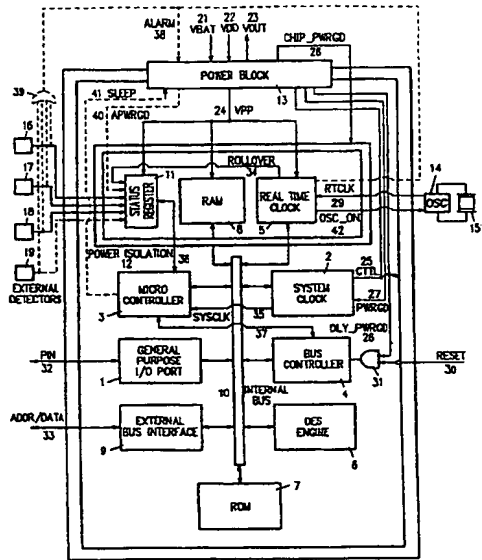 ALARM
38
21
VBAT
22
VDD
23
VOUT
CHIP_PWRGD
26
POWER BLOCK
13
39
41 SLEEP
40 APWRGD
24 VPP
16
17
18
19
EXTERNAL
DETECTORS
11
STATUS
REGISTER
ROLLOVER
34
RAM
8
REAL TIME
CLOCK
5
RTCLK
29
OSC_ON
42
14
OSC
15
POWER ISOLATION
12
36
MICRO
CONTROLLER
3
2
SYSTEM
CLOCK
25
CTTL
27
PWRGD
SYSCLK
35
37
DLY_PWRGD
28
PIN
32
GENERAL
PURPOSE
I/O PORT
1
BUS
CONTROLLER
4
31
RESET
30
10
INTERNAL
BUS
ADDR/DATA
33
EXTERNAL
BUS INTERFACE
9
DES
ENGINE
6
ROM
7